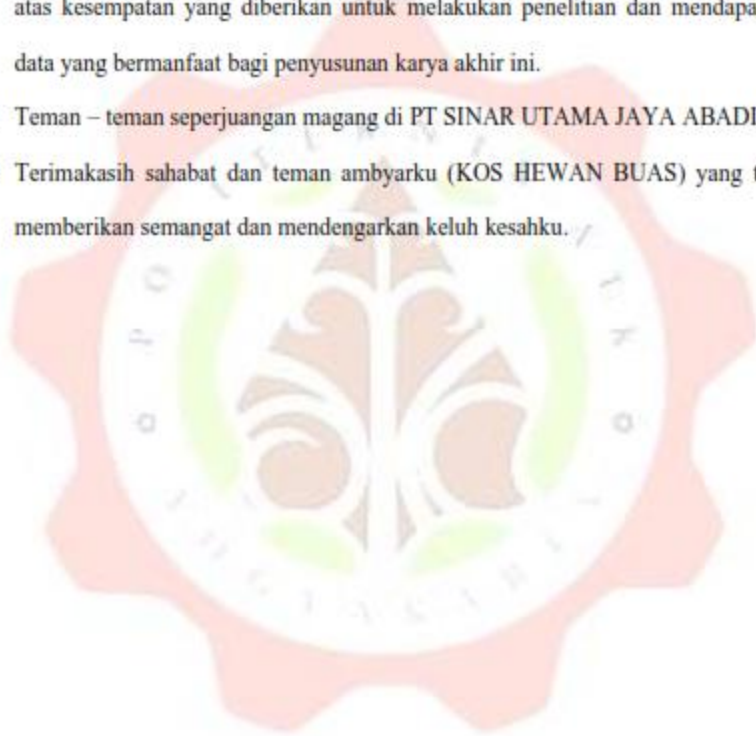 atas kesempatan yang diberikan untuk melakukan penelitian dan mendapa
data yang bermanfaat bagi penyusunan karya akhir ini.
Teman – teman seperjuangan magang di PT SINAR UTAMA JAYA ABADI
Terimakasih sahabat dan teman ambyarku (KOS HEWAN BUAS) yang t
memberikan semangat dan mendengarkan keluh kesahku.